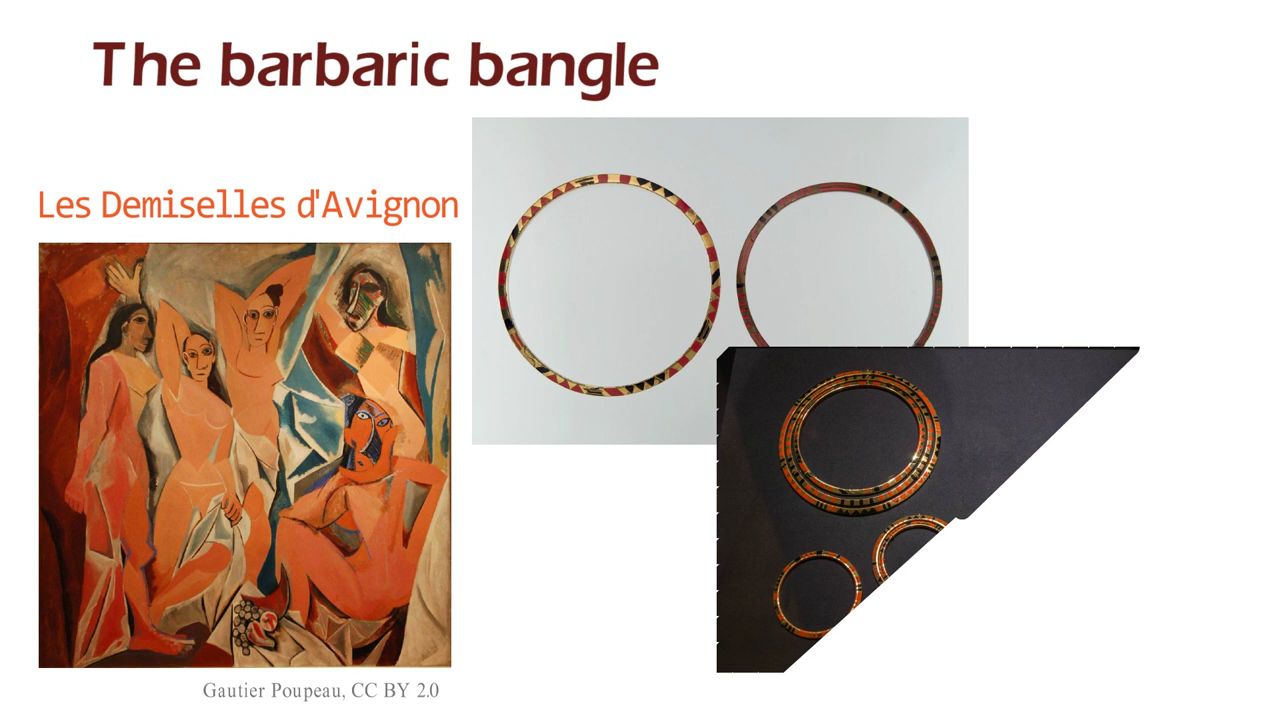 The barbaric bangle
Les Demiselles d'Avignon
Gautier Poupeau, CC BY 2.0